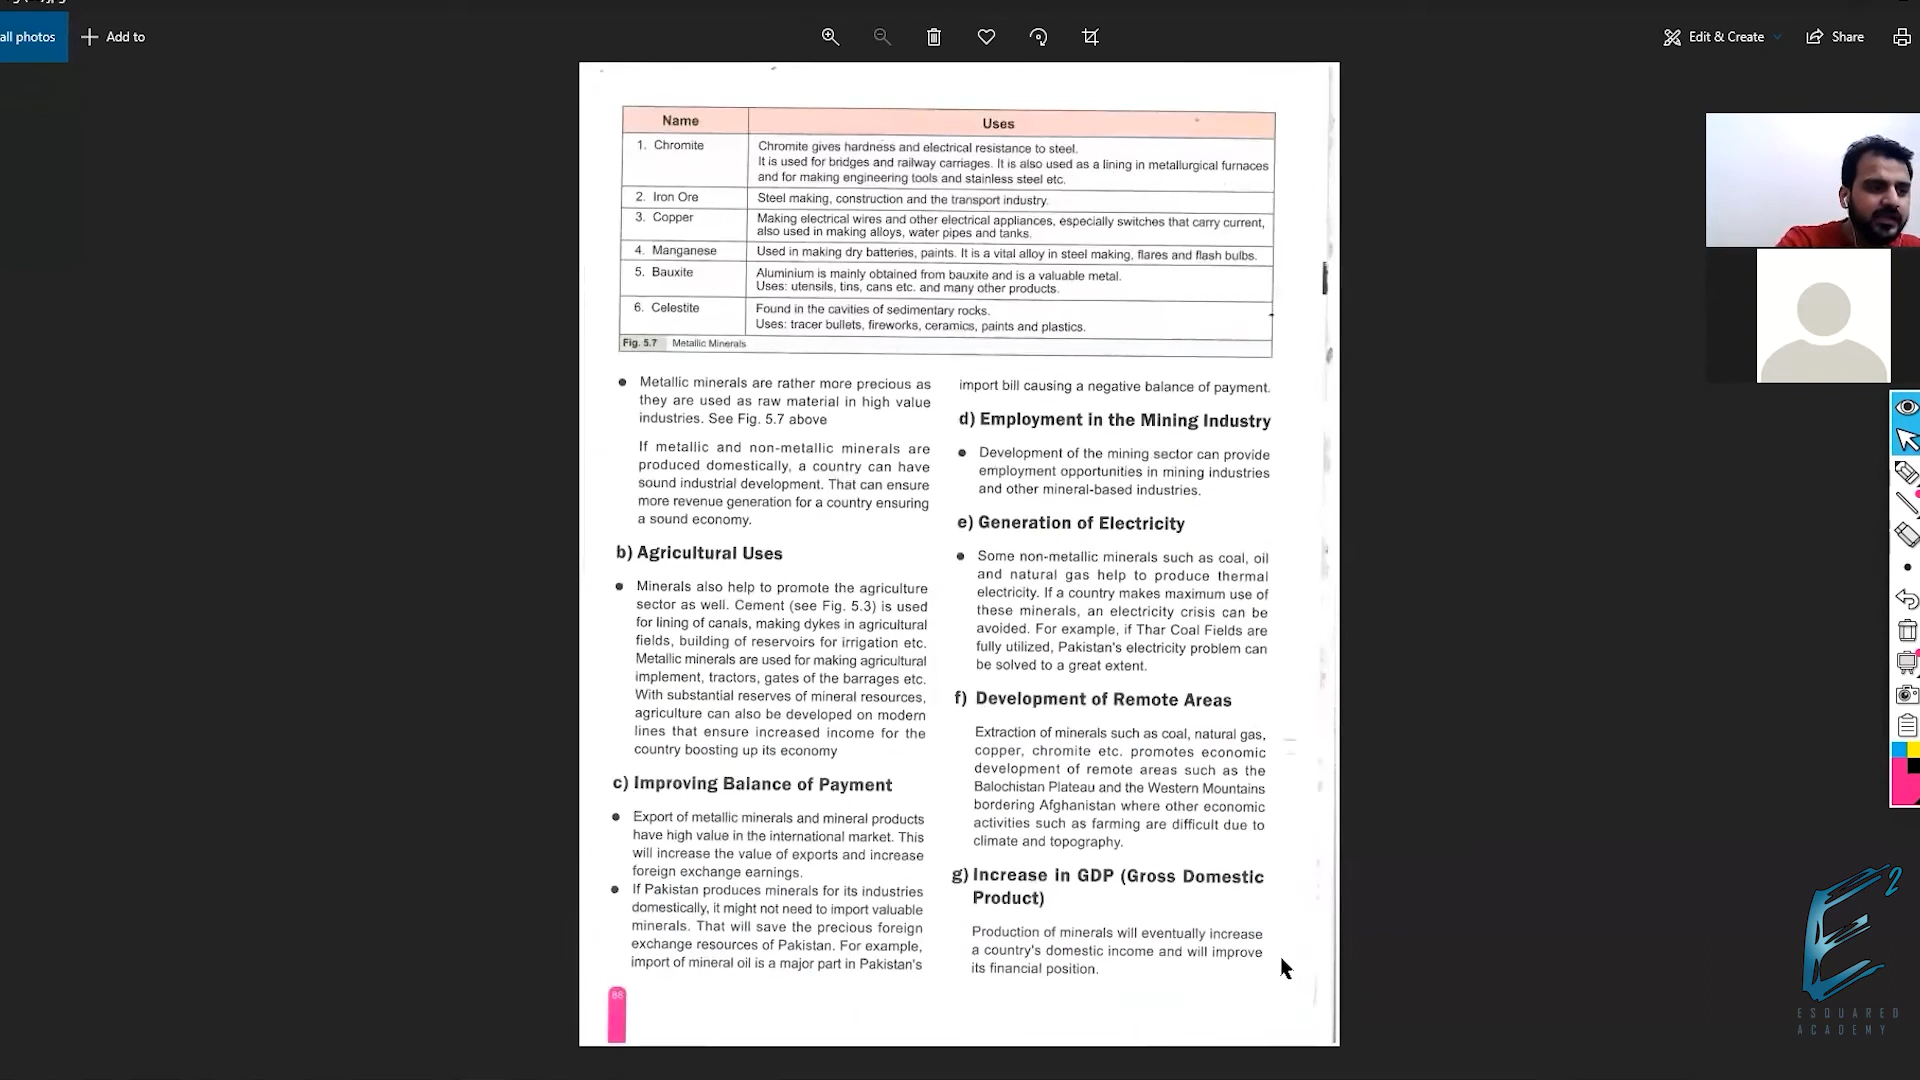 all photos
Add to
Edit & Create
Share
Name Uses
1. Chromite
Chromite gives hardness and electrical resistance to steel.
It is used for bridges and railway carriages. It is also used as a lining in metallurgical furnaces
and for making engineering tools and stainless steel etc.
2. Iron Ore
Steel making, construction and the transport industry.
3. Copper
Making electrical wires and other electrical appliances, especially switches that carry current,
also used in making alloys, water pipes and tanks.
4. Manganese
Used in making dry batteries, paints. It is a vital alloy in steel making, flares and flash bulbs.
5. Bauxite
Aluminium is mainly obtained from bauxite and is a valuable metal.
Uses: utensils, tins, cans etc. and many other products.
6. Celestite
Found in the cavities of sedimentary rocks.
Uses: tracer bullets, fireworks, ceramics, paints and plastics.
Fig. 5.7 Metallic Minerals
● Metallic minerals are rather more precious as
they are used as raw material in high value
industries. See Fig. 5.7 above
If metallic and non-metallic minerals are
produced domestically, a country can have
sound industrial development. That can ensure
more revenue generation for a country ensuring
a sound economy.
b) Agricultural Uses
● Minerals also help to promote the agriculture
sector as well. Cement (see Fig. 5.3) is used
for lining of canals, making dykes in agricultural
fields, building of reservoirs for irrigation etc.
Metallic minerals are used for making agricultural
implement, tractors, gates of the barrages etc.
With substantial reserves of mineral resources,
agriculture can also be developed on modern
lines that ensure increased income for the
country boosting up its economy
c) Improving Balance of Payment
● Export of metallic minerals and mineral products
have high value in the international market. This
will increase the value of exports and increase
foreign exchange earnings.
● If Pakistan produces minerals for its industries
domestically, it might not need to import valuable
minerals. That will save the precious foreign
exchange resources of Pakistan. For example,
import of mineral oil is a major part in Pakistan's
import bill causing a negative balance of payment.
d) Employment in the Mining Industry
● Development of the mining sector can provide
employment opportunities in mining industries
and other mineral-based industries.
e) Generation of Electricity
● Some non-metallic minerals such as coal, oil
and natural gas help to produce thermal
electricity. If a country makes maximum use of
these minerals, an electricity crisis can be
avoided. For example, if Thar Coal Fields are
fully utilized, Pakistan's electricity problem can
be solved to a great extent.
f) Development of Remote Areas
Extraction of minerals such as coal, natural gas,
copper, chromite etc. promotes economic
development of remote areas such as the
Balochistan Plateau and the Western Mountains
bordering Afghanistan where other economic
activities such as farming are difficult due to
climate and topography.
g) Increase in GDP (Gross Domestic
Product)
Production of minerals will eventually increase
a country's domestic income and will improve
its financial position.
88
E2
ESQUARED
ACADEMY